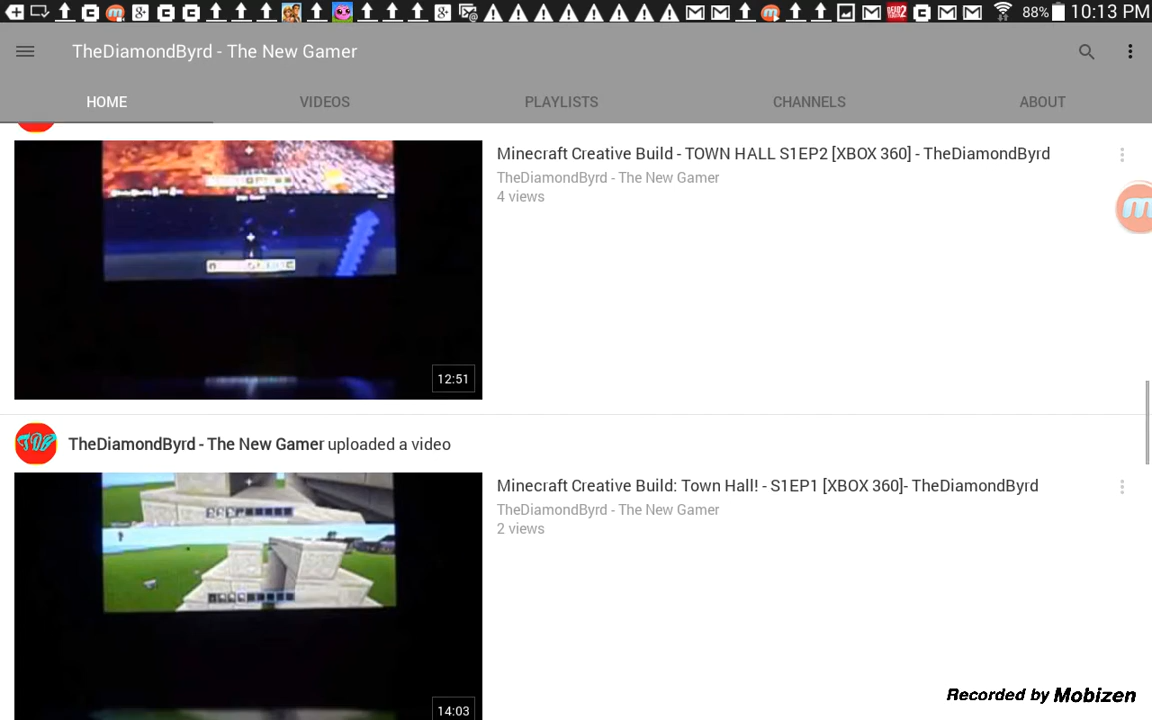 88% 10:13 PM
TheDiamondByrd - The New Gamer
HOME VIDEOS PLAYLISTS CHANNELS ABOUT
Minecraft Creative Build - TOWN HALL S1EP2 [XBOX 360] - TheDiamondByrd
TheDiamondByrd - The New Gamer
4 views
12:51
TDB TheDiamondByrd - The New Gamer uploaded a video
Minecraft Creative Build: Town Hall! - S1EP1 [XBOX 360]- TheDiamondByrd
TheDiamondByrd - The New Gamer
2 views
14:03
Recorded by Mobizen